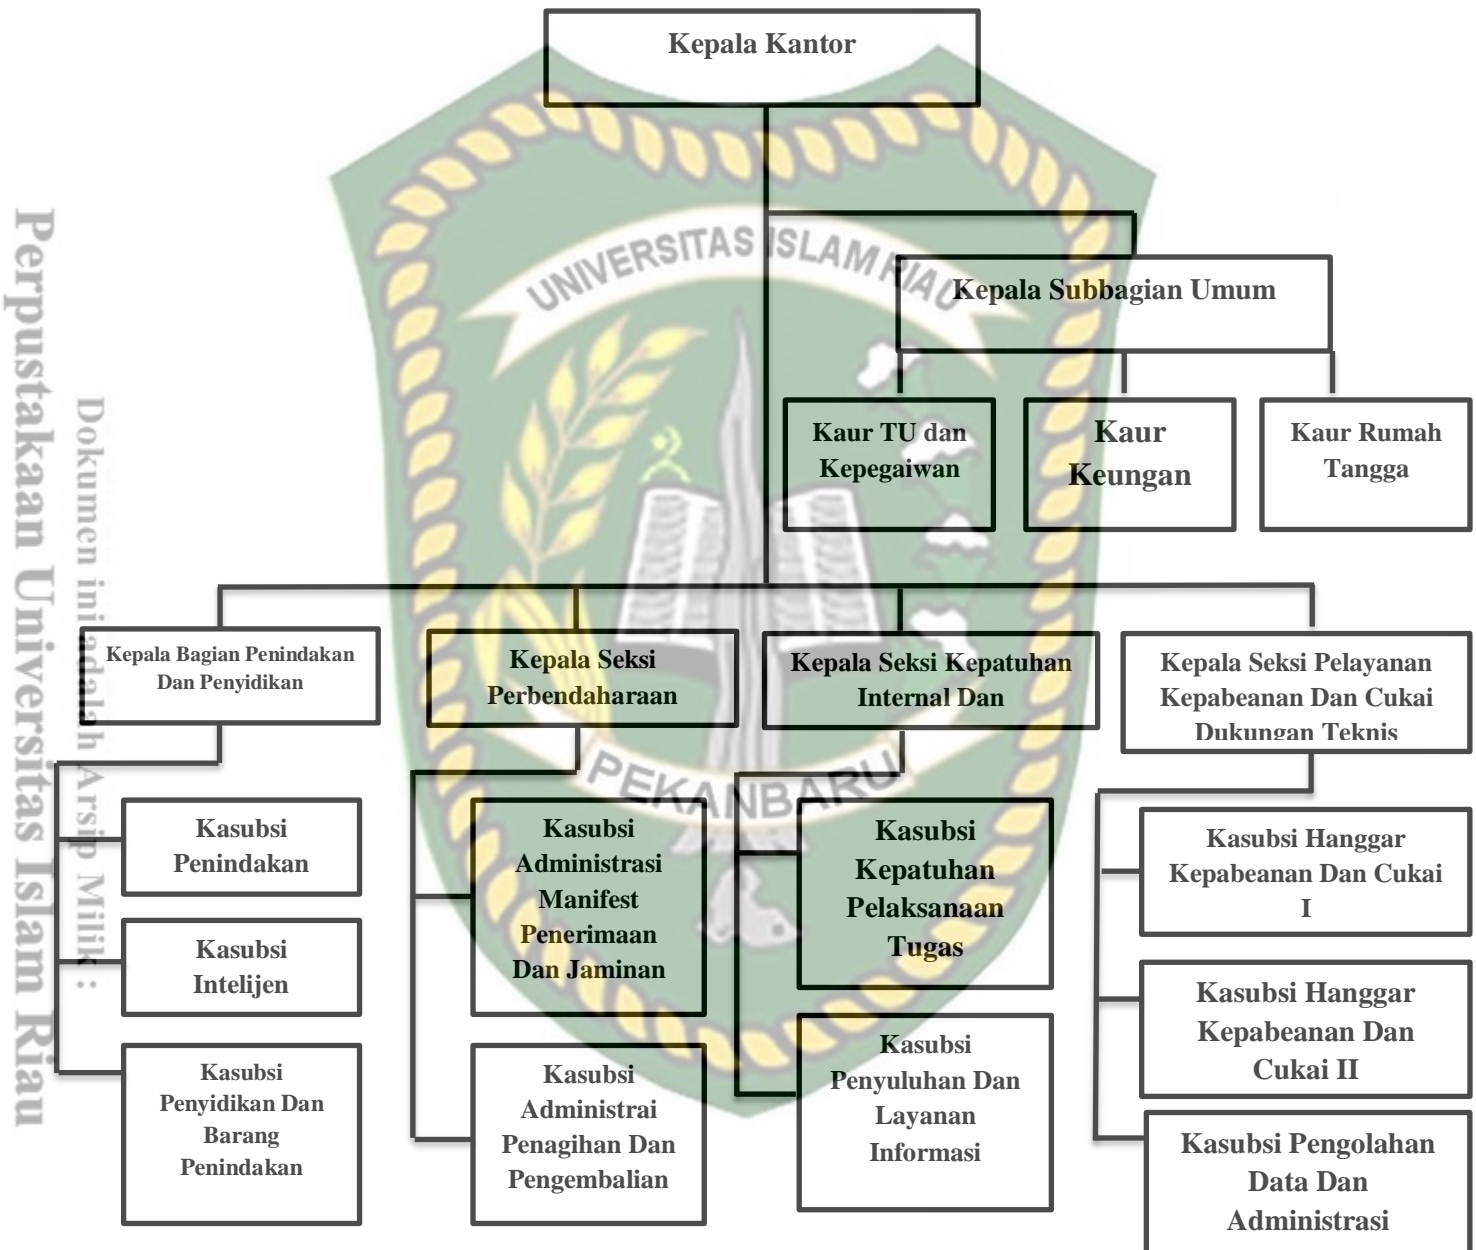 Kepala Kantor
UNIVERSITAS ISLAM RIAU
Kepala Subbagian Umum
Kaur TU dan
Kepegaiwan
Kaur
Keungan
Kaur Rumah
Tangga
Kepala Bagian Penindakan
Dan Penyidikan
Kepala Seksi
Perbendaharaan
Kepala Seksi Kepatuhan
Internal Dan
Kepala Seksi Pelayanan
Kepabeanan Dan Cukai
Dukungan Teknis
PEKANBARU
Kasubsi
Penindakan
Kasubsi
Intelijen
Kasubsi
Penyidikan Dan
Barang
Penindakan
Kasubsi
Administrasi
Manifest
Penerimaan
Dan Jaminan
Kasubsi
Administrai
Penagihan Dan
Pengembalian
Kasubsi
Kepatuhan
Pelaksanaan
Tugas
Kasubsi
Penyuluhan Dan
Layanan
Informasi
Kasubsi Hanggar
Kepabeanan Dan Cukai
I
Kasubsi Hanggar
Kepabeanan Dan
Cukai II
Kasubsi Pengolahan
Data Dan
Administrasi
Dokumen ini adalah Arsip Milik :
Perpustakaan Universitas Islam Riau